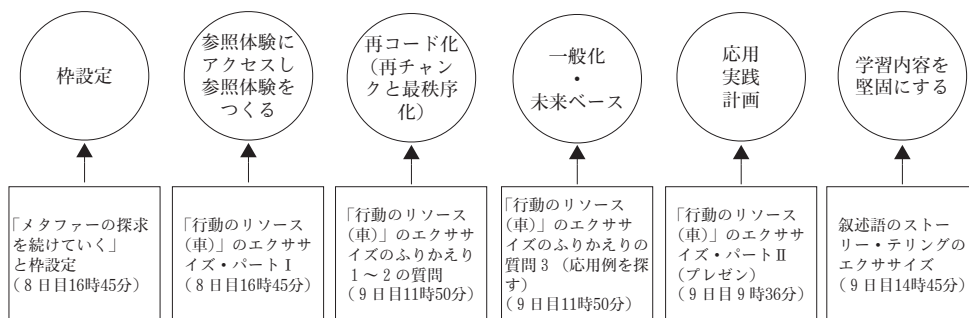 枠設定
参照体験に
アクセスし
参照体験を
つくる
再コード化
(再チャン
クと最秩序
化)
一般化
・
未来ペース
応用
実践
計画
学習内容を
堅固にする
「メタファーの探求
を続けていく」
と枠設定
(8日目16時45分)
「行動のリソース
(車)」のエクササ
イズ・パートⅠ
(8日目16時45分)
「行動のリソース
(車)」のエクササ
イズのふりかえり
1~2の質問
(9日目11時50分)
「行動のリソース
(車)」のエクササ
イズのふりかえりの
質問3(応用例を探
す)
(9日目11時50分)
「行動のリソース
(車)」のエクササ
イズ・パートⅡ
(プレゼン)
(9日目9時36分)
叙述語のストー
リー・テリングの
エクササイズ
(9日目14時45分)